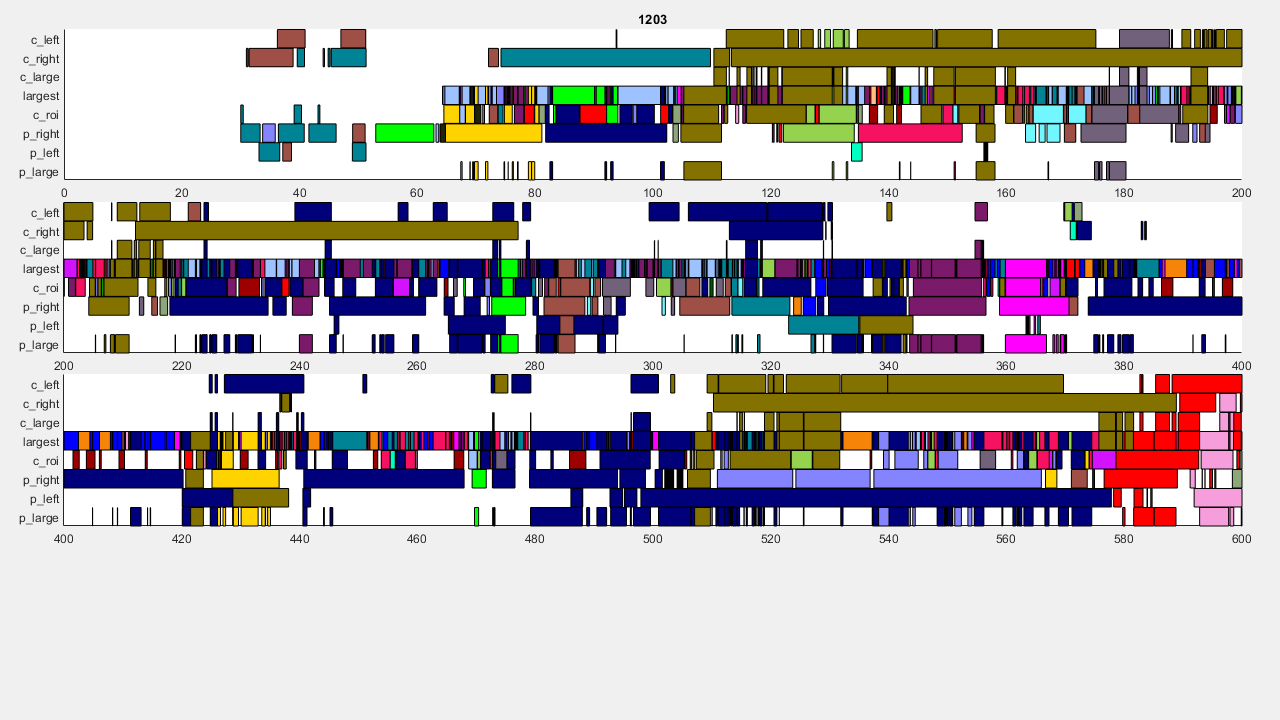 1203
c_left
c_right
c_large
largest
c_roi
p_right
p_left
p_large
0 20 40 60 80 100 120 140 160 180 200
c_left
c_right
c_large
largest
c_roi
p_right
p_left
p_large
200 220 240 260 280 300 320 340 360 380 400
c_left
c_right
c_large
largest
c_roi
p_right
p_left
p_large
400 420 440 460 480 500 520 540 560 580 600